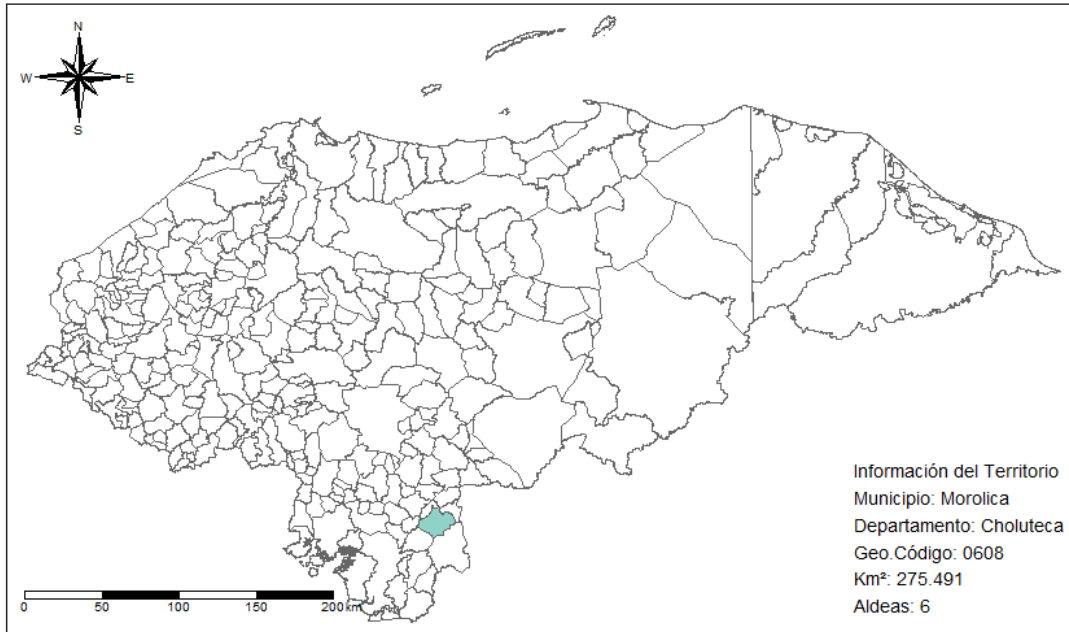 N
W E
S
Información del Territorio
Municipio: Morolica
Departamento: Choluteca
Geo.Código: 0608
Km²: 275.491
Aldeas: 6
0 50 100 150 200 km